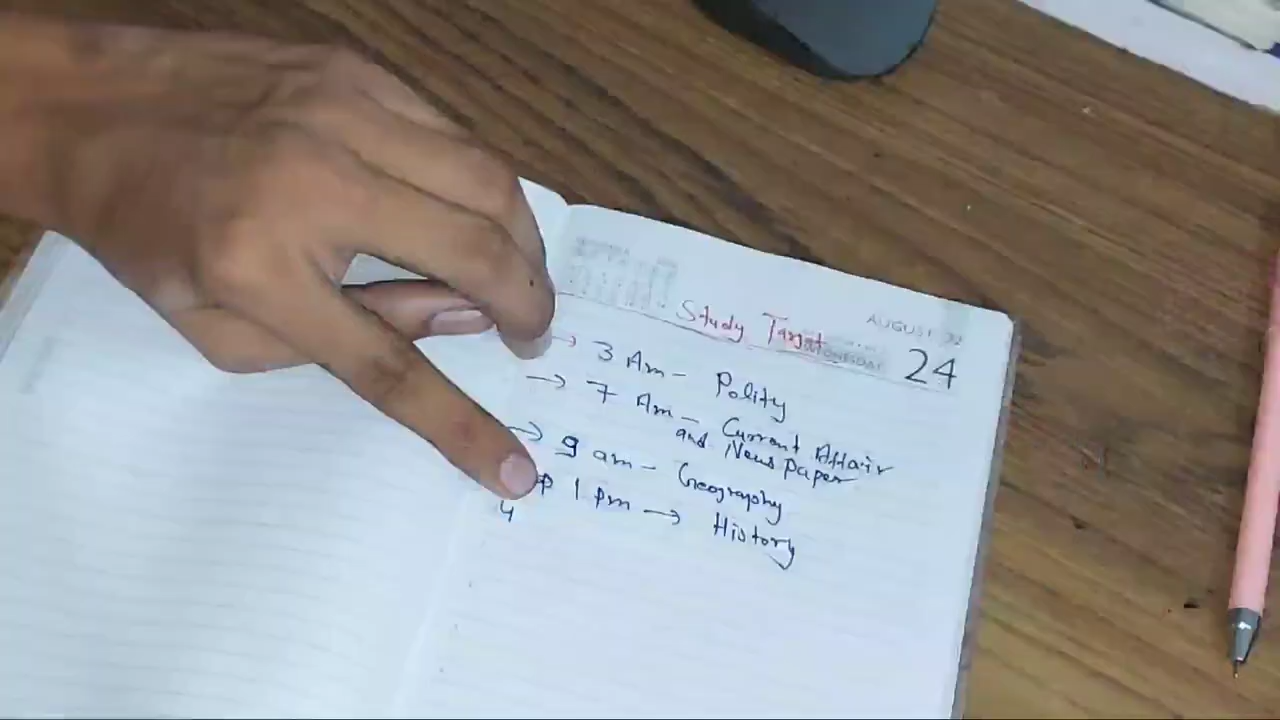 AUGUST
24
Study Target
→ 3 Am - Polity
→ 7 Am - Current Affair
and News paper
→ 9 am - Geography
1 pm → History
4